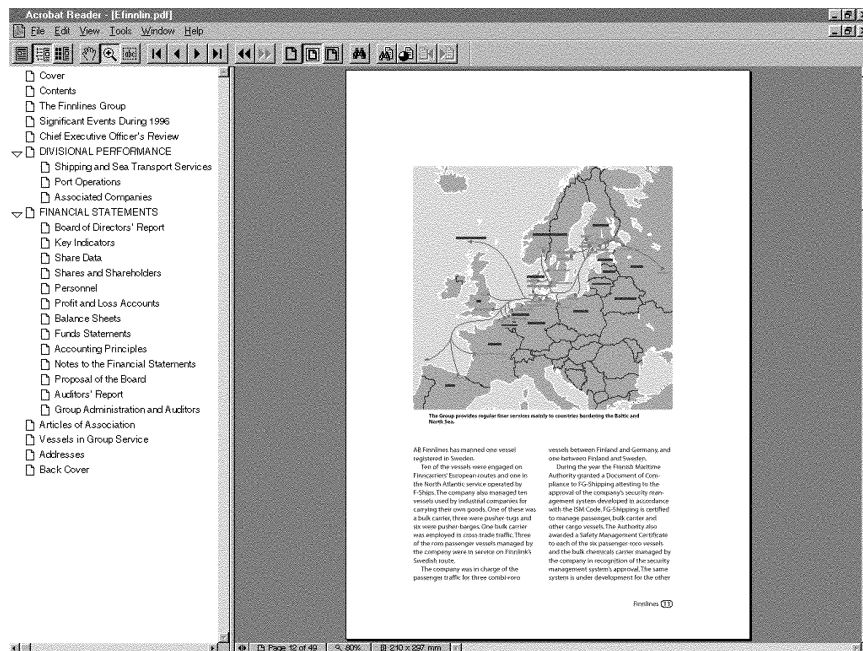 Acrobat Reader - [Efinnlin.pdf]
File Edit View Tools Window Help
Cover
Contents
The Finnlines Group
Significant Events During 1996
Chief Executive Officer's Review
DIVISIONAL PERFORMANCE
Shipping and Sea Transport Services
Port Operations
Associated Companies
FINANCIAL STATEMENTS
Board of Directors' Report
Key Indicators
Share Data
Shares and Shareholders
Personnel
Profit and Loss Accounts
Balance Sheets
Funds Statements
Accounting Principles
Notes to the Financial Statements
Proposal of the Board
Auditors' Report
Group Administration and Auditors
Articles of Association
Vessels in Group Service
Addresses
Back Cover
The Group provides regular liner services mainly to countries bordering the Baltic and
North Sea.
AB Finnlines has manned one vessel
registered in Sweden.
Ten of the vessels were engaged on
Finncarriers' European routes and one in
the North Atlantic service operated by
F-Ships. The company also managed ten
vessels used by industrial companies for
carrying their own goods. One of these was
a bulk carrier, three were pusher-tugs and
six were pusher-barges. One bulk carrier
was employed in cross-trade traffic. Three
of the roro passenger vessels managed by
the company were in service on Finnlink's
Swedish route.
The company was in charge of the
passenger traffic for three combi-roro
vessels between Finland and Germany, and
one between Finland and Sweden.
During the year the Finnish Maritime
Authority granted a Document of Com-
pliance to FG-Shipping attesting to the
approval of the company's security man-
agement system developed in accordance
with the ISM Code. FG-Shipping is certified
to manage passenger, bulk carrier and
other cargo vessels. The Authority also
awarded a Safety Management Certificate
to each of the six passenger-roro vessels
and the bulk chemicals carrier managed by
the company in recognition of the security
management system's approval. The same
system is under development for the other
Finnlines 11
Page 12 of 49 80% 210 x 297 mm